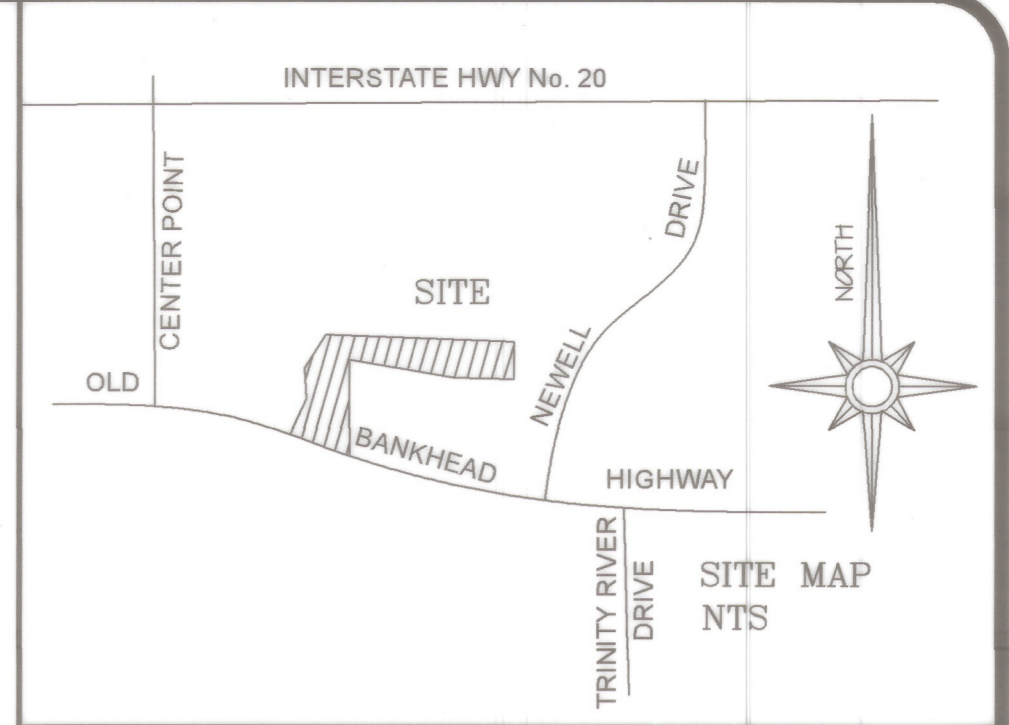 INTERSTATE HWY No. 20
CENTER POINT
DRIVE
NORTH
SITE
OLD
NEWELL
BANKHEAD
HIGHWAY
TRINITY RIVER
DRIVE
SITE MAP
NTS